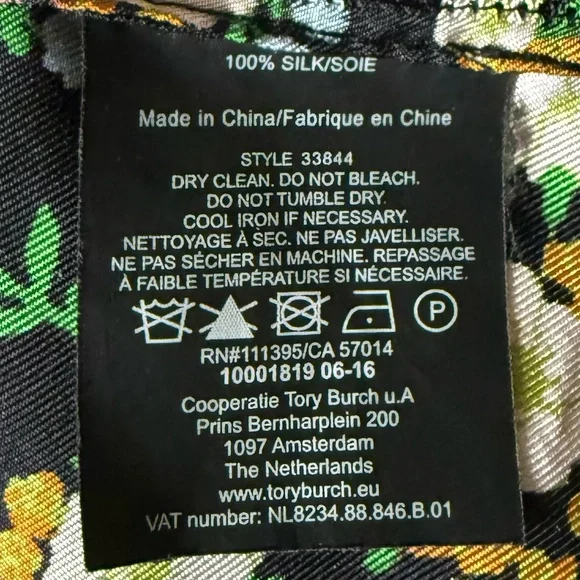 100% SILK/SOIE
Made in China/Fabrique en Chine
STYLE 33844
DRY CLEAN. DO NOT BLEACH.
DO NOT TUMBLE DRY.
COOL IRON IF NECESSARY.
NETTOYAGE À SEC. NE PAS JAVELLISER.
NE PAS SÉCHER EN MACHINE. REPASSAGE
À FAIBLE TEMPÉRATURE SI NÉCESSAIRE.
P
RN#111395/CA 57014
10001819 06-16
Cooperatie Tory Burch u.A
Prins Bernharplein 200
1097 Amsterdam
The Netherlands
www.toryburch.eu
VAT number: NL8234.88.846.B.01